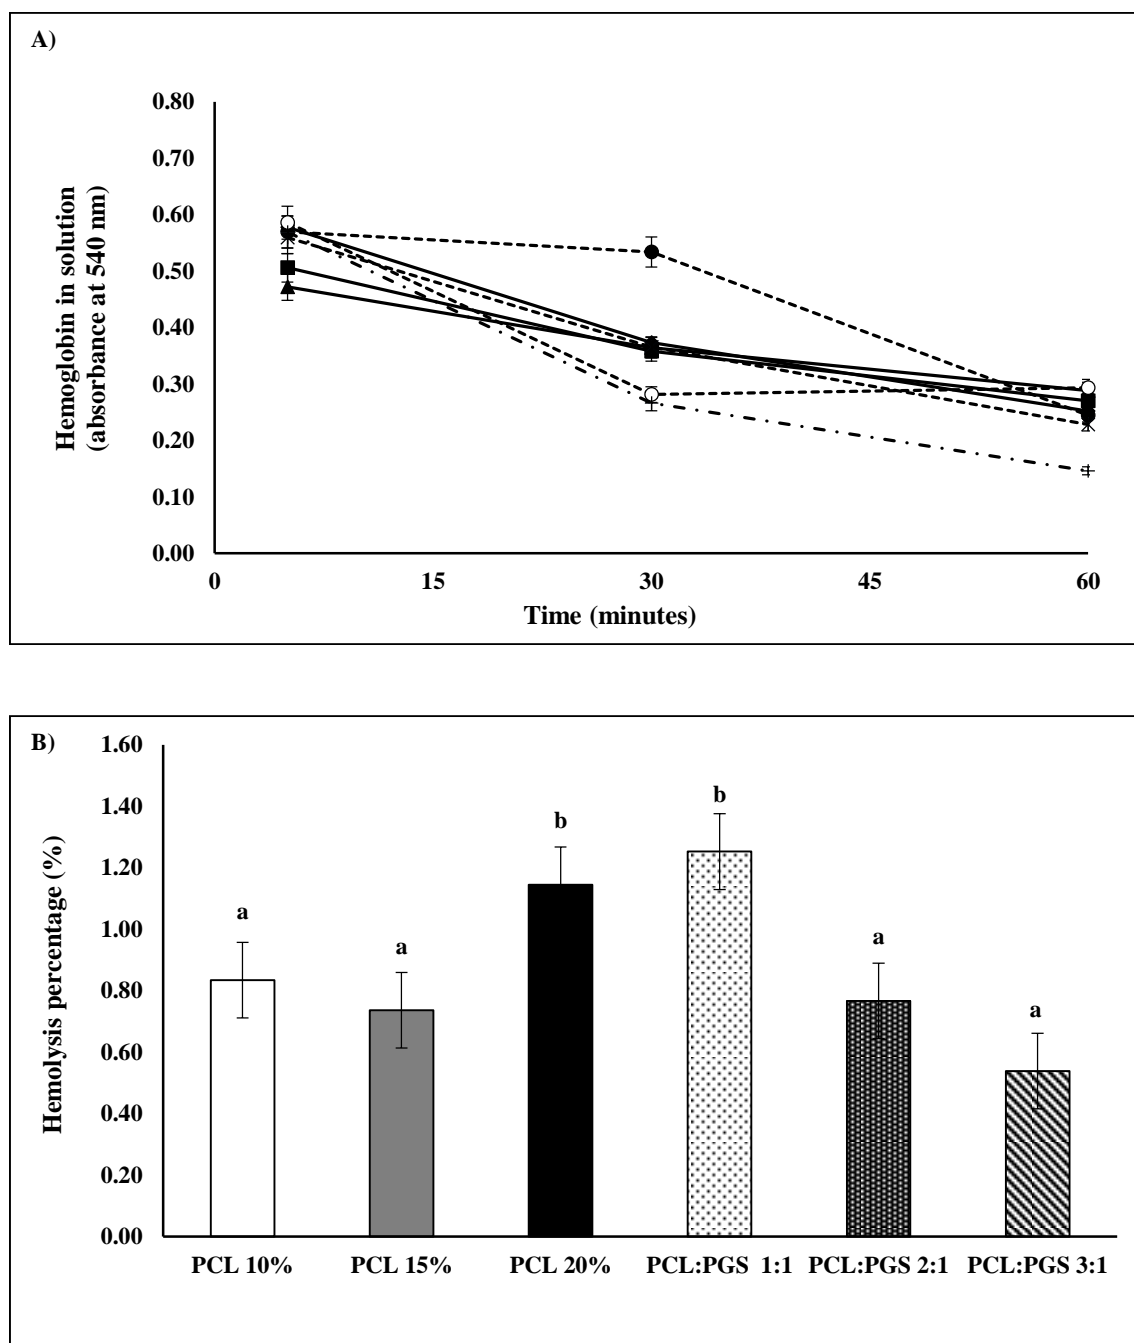 A)
Hemoglobin in solution
(absorbance at 540 nm)
0.80
0.70
0.60
0.50
0.40
0.30
0.20
0.10
0.00
0 15 30 45 60
Time (minutes)
B)
Hemolysis percentage (%)
1.60
1.40
1.20
1.00
0.80
0.60
0.40
0.20
0.00
a a b b a a
PCL 10% PCL 15% PCL 20% PCL:PGS 1:1 PCL:PGS 2:1 PCL:PGS 3:1